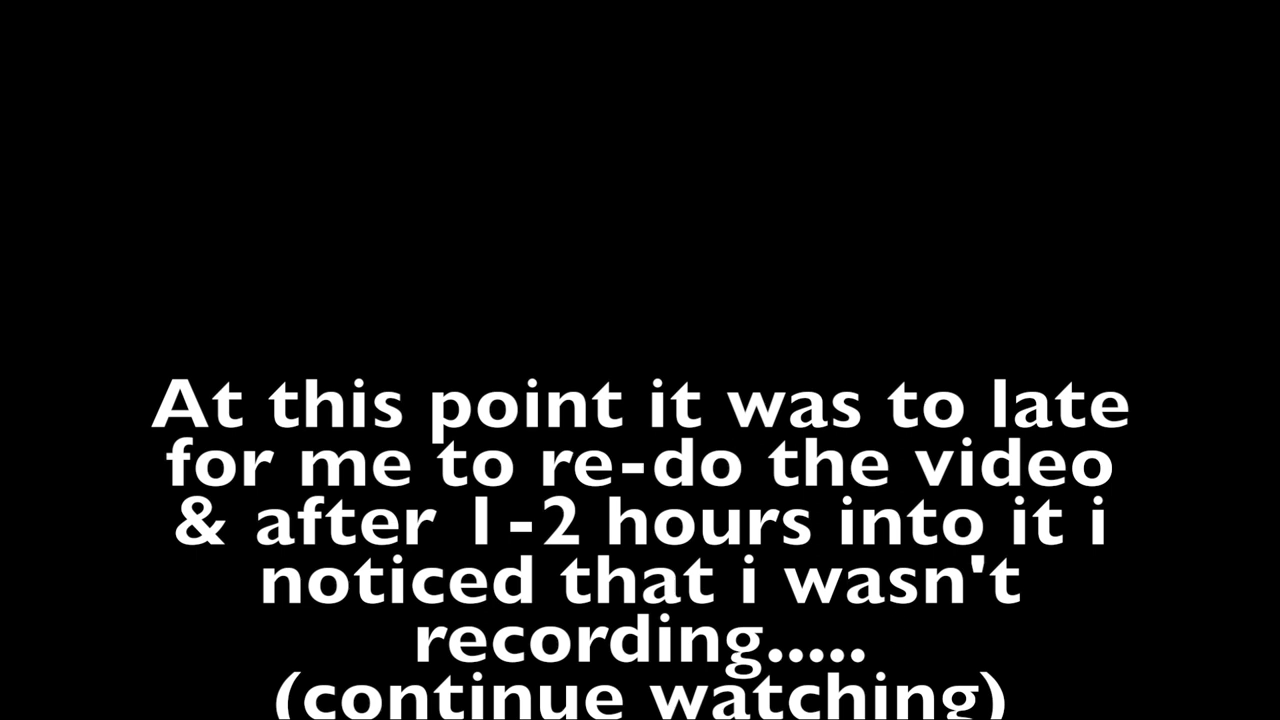 At this point it was to late
for me to re-do the video
& after 1-2 hours into it i
noticed that i wasn't
recording.....
(continue watching)